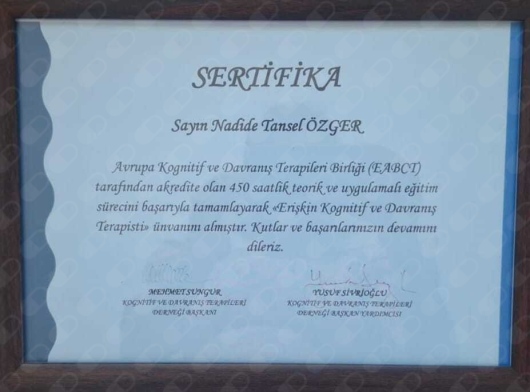 SERTİFİKA
Sayın Nadide Tansel ÖZGER
Avrupa Kognitif ve Davranış Terapileri Birliği (EABCT)
tarafından akredite olan 450 saatlik teorik ve uygulamalı eğitim
sürecini başarıyla tamamlayarak «Erişkin Kognitif ve Davranış
Terapisti» ünvanını almıştır. Kutlar ve başarılarınızın devamını
dileriz.
MEHMET SUNGUR
KOGNİTİF VE DAVRANIŞ TERAPİLERİ
DERNEĞİ BAŞKANI
YUSUF SİVRİOĞLU
KOGNİTİF VE DAVRANIŞ TERAPİLERİ
DERNEĞİ BAŞKAN YARDIMCISI